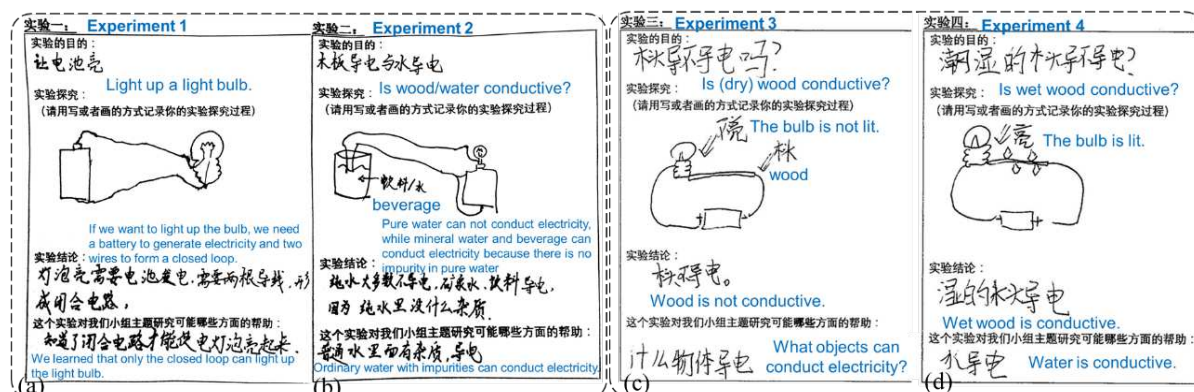 实验一： Experiment 1
实验的目的：
让电池亮
Light up a light bulb.
实验探究：
(请用写或者画的方式记录你的实验探究过程)
If we want to light up the bulb, we need
a battery to generate electricity and two
wires to form a closed loop.
实验结论：
灯泡亮需要电池发电，需要两根导线，形
成闭合电路，
这个实验对我们小组主题研究可能哪些方面的帮助：
知道了闭合电路才能使电灯泡亮起来.
We learned that only the closed loop can light up
the light bulb.
(a)
实验二： Experiment 2
实验的目的：
木板导电与水导电
Is wood/water conductive?
实验探究：
(请用写或者画的方式记录你的实验探究过程)
饮料/水
beverage
Pure water can not conduct electricity,
while mineral water and beverage can
conduct electricity because there is no
impurity in pure water
实验结论：
纯水大多数不导电，矿泉水，饮料导电，
因为 纯水里没什么杂质.
这个实验对我们小组主题研究可能哪些方面的帮助：
普通水里面有杂质，导电
Ordinary water with impurities can conduct electricity.
(b)
实验三： Experiment 3
实验的目的：
木头导不导电吗？
Is (dry) wood conductive?
实验探究：
(请用写或者画的方式记录你的实验探究过程)
The bulb is not lit.
wood
实验结论：
Wood is not conductive.
这个实验对我们小组主题研究可能哪些方面的帮助：
什么物体导电
What objects can
conduct electricity?
(c)
实验四： Experiment 4
实验的目的：
潮湿的木头导不导电？
Is wet wood conductive?
实验探究：
(请用写或者画的方式记录你的实验探究过程)
亮
The bulb is lit.
实验结论：
湿的木头导电
Wet wood is conductive.
这个实验对我们小组主题研究可能哪些方面的帮助：
水导电
Water is conductive.
(d)